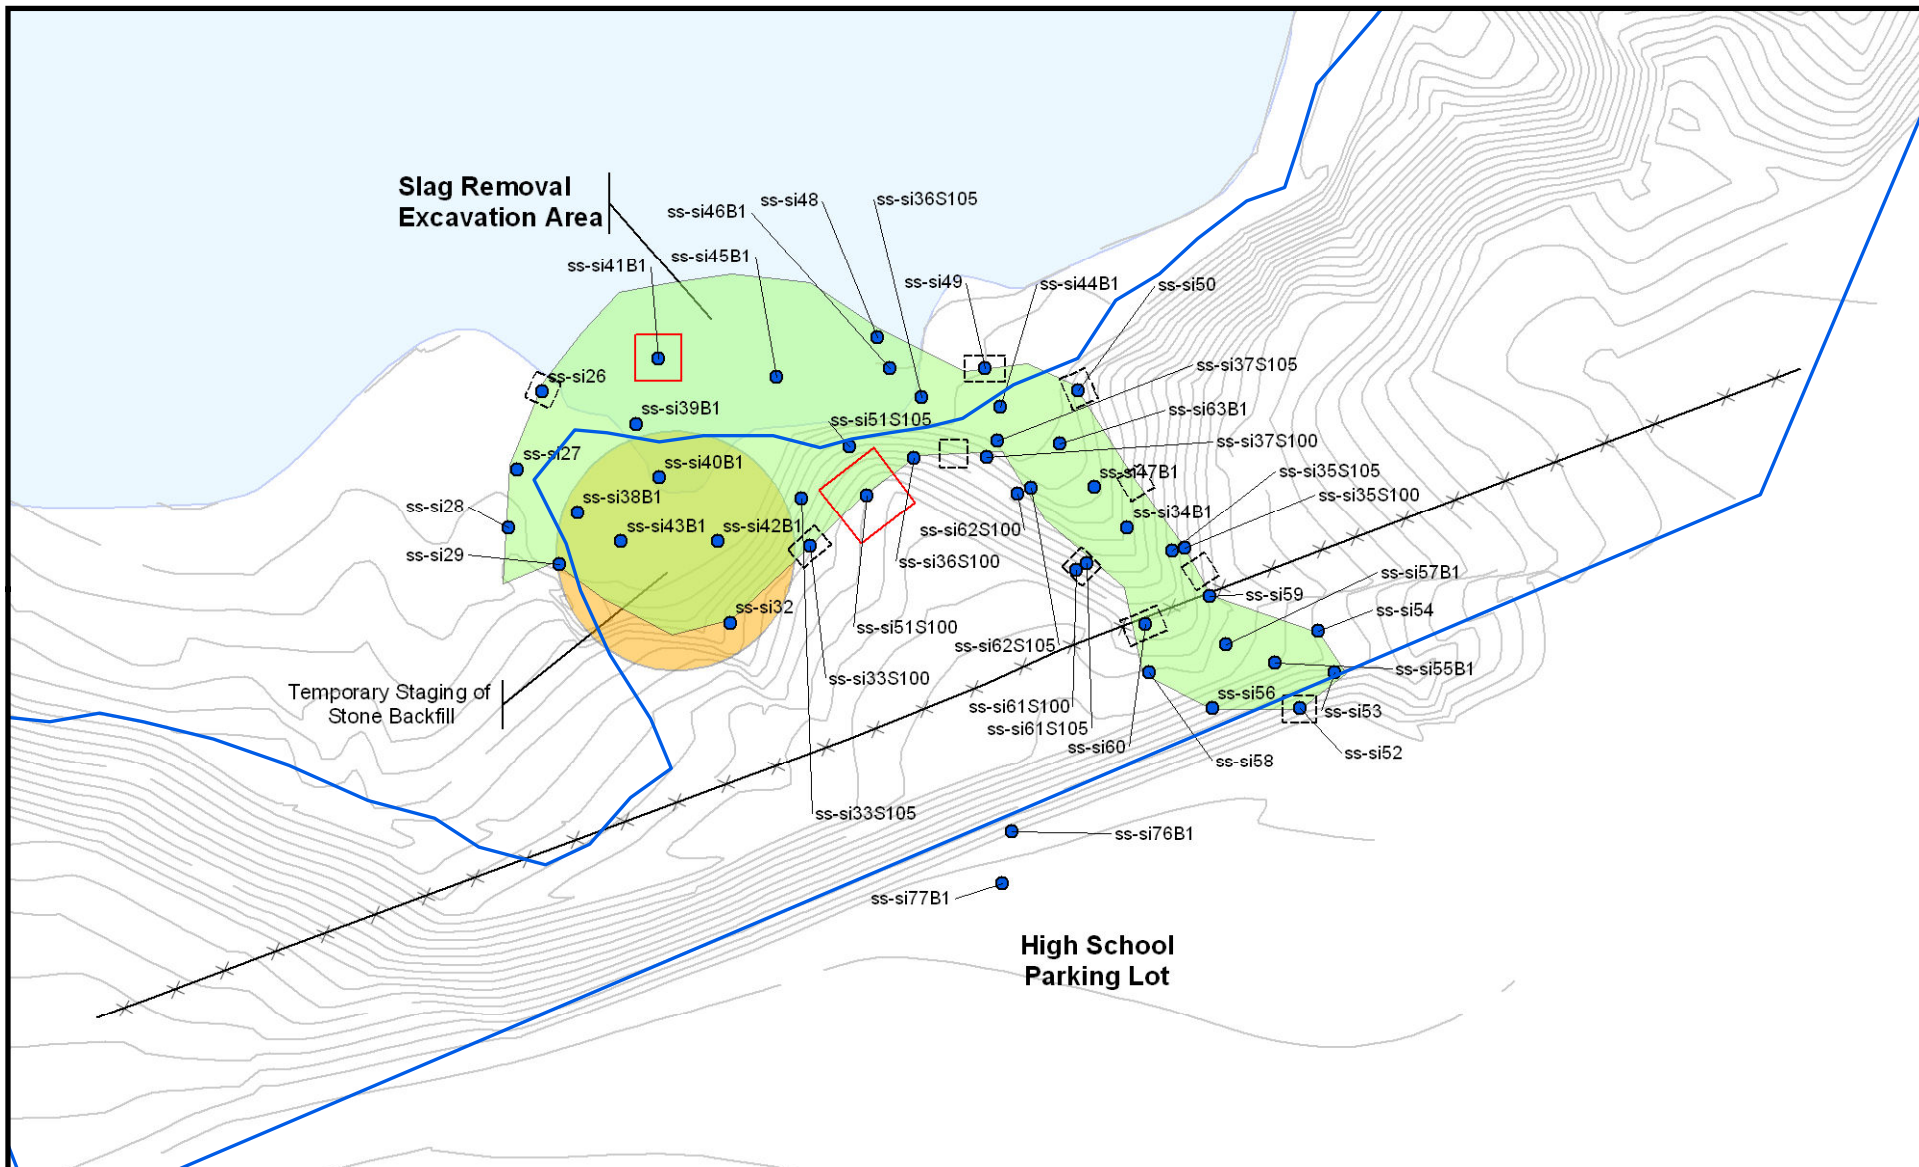 Slag Removal
Excavation Area
ss-si46B1
ss-si48
ss-si36S105
ss-si41B1
ss-si45B1
ss-si49
ss-si44B1
ss-si50
ss-si26
ss-si37S105
ss-si39B1
ss-si51S105
ss-si63B1
ss-si27
ss-si40B1
ss-si37S100
ss-si47B1
ss-si35S105
ss-si38B1
ss-si35S100
ss-si28
ss-si43B1
ss-si42B1
ss-si62S100
ss-si34B1
ss-si29
ss-si36S100
ss-si57B1
ss-si32
ss-si59
ss-si54
ss-si51S100
ss-si62S105
ss-si33S100
ss-si55B1
Temporary Staging of
Stone Backfill
ss-si61S100
ss-si56
ss-si53
ss-si61S105
ss-si60
ss-si58
ss-si52
ss-si33S105
ss-si76B1
ss-si77B1
High School
Parking Lot